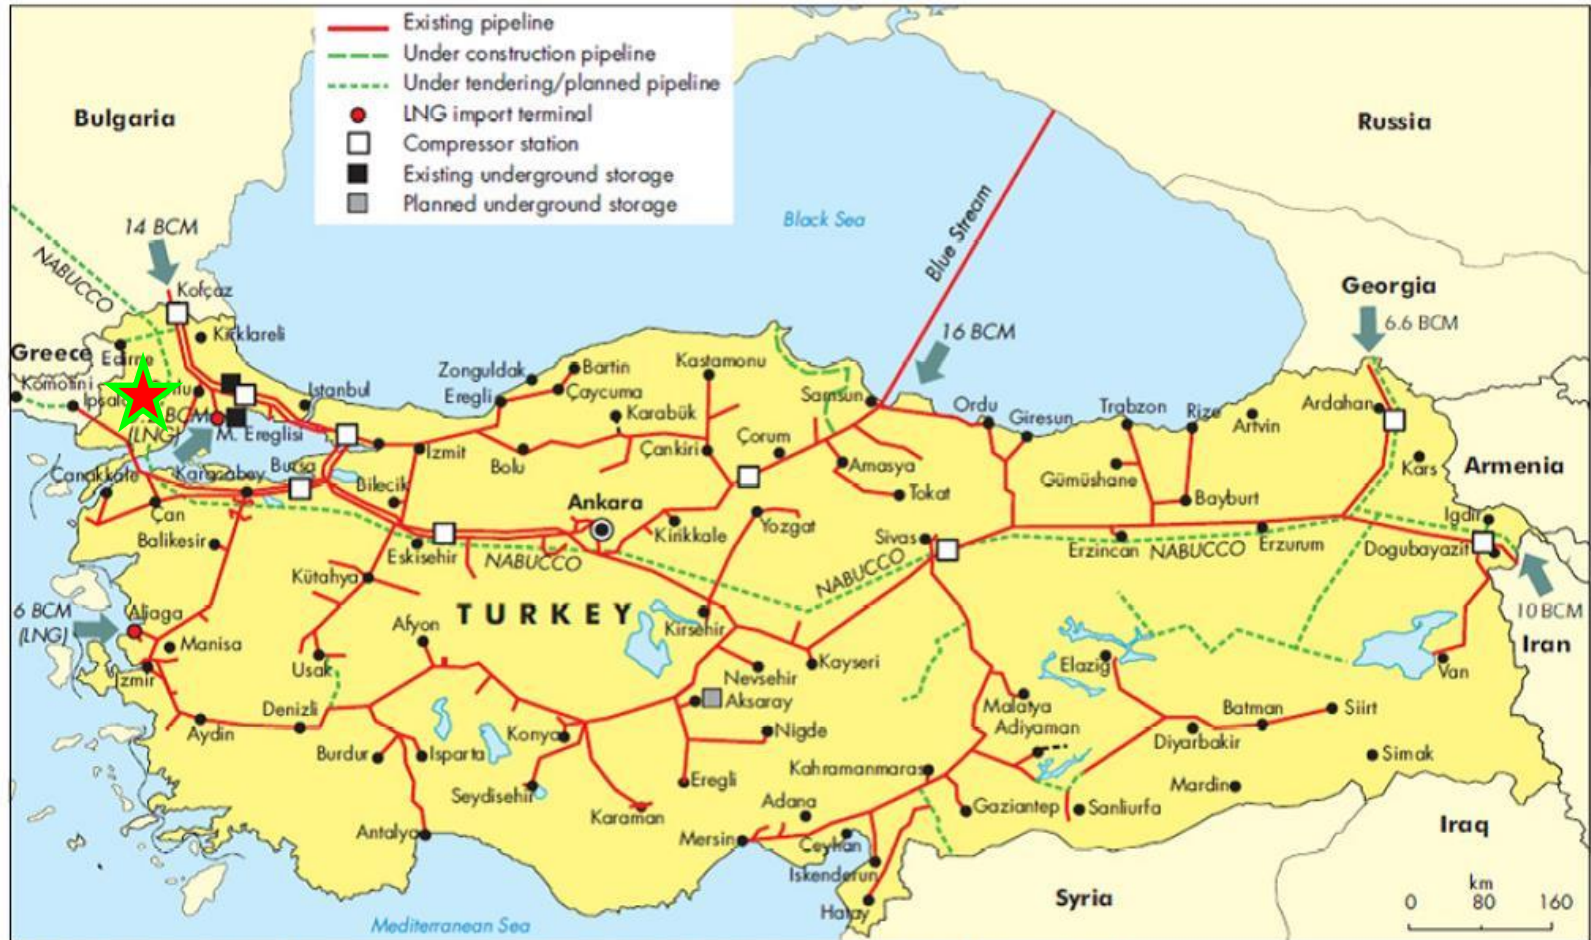 Existing pipeline
Under construction pipeline
Under tendering/planned pipeline
LNG import terminal
Compressor station
Existing underground storage
Planned underground storage
Bulgaria
Russia
14 BCM
Black Sea
Blue Stream
NABUCCO
Kofçaz
Georgia
6.6 BCM
16 BCM
Kirklareli
Greece
Edirne
Komotini
Istanbul
Zonguldak
Bartin
Eregli
Çaycuma
Kastamonu
Karabük
Samsun
Ordu
Giresun
Trabzon
Rize
Artvin
Ardahan
Kars
Armenia
BCM
(LNG)
M. Ereglisi
Izmit
Bolu
Çankiri
Çorum
Amasya
Tokat
Gümüshane
Bayburt
Igdir
Canakkale
Karacabey
Bursa
Bilecik
Çan
Balikesir
Eskisehir
NABUCCO
Ankara
Kirikkale
Yozgat
Sivas
NABUCCO
Erzincan
NABUCCO
Erzurum
Dogubayazit
10 BCM
Iran
Kütahya
6 BCM
(LNG)
Aliaga
TURKEY
Afyon
Kirsehir
Manisa
Izmir
Usak
Kayseri
Nevsehir
Aksaray
Elazig
Van
Malatya
Adiyaman
Batman
Siirt
Diyarbakir
Simak
Mardin
Denizli
Aydin
Burdur
Isparta
Konya
Nigde
Seydisehir
Eregli
Karaman
Kahramanmaras
Gaziantep
Sanliurfa
Antalya
Adana
Mersin
Ceyhan
Iskenderun
Hatay
Iraq
Syria
Mediterranean Sea
km
0 80 160